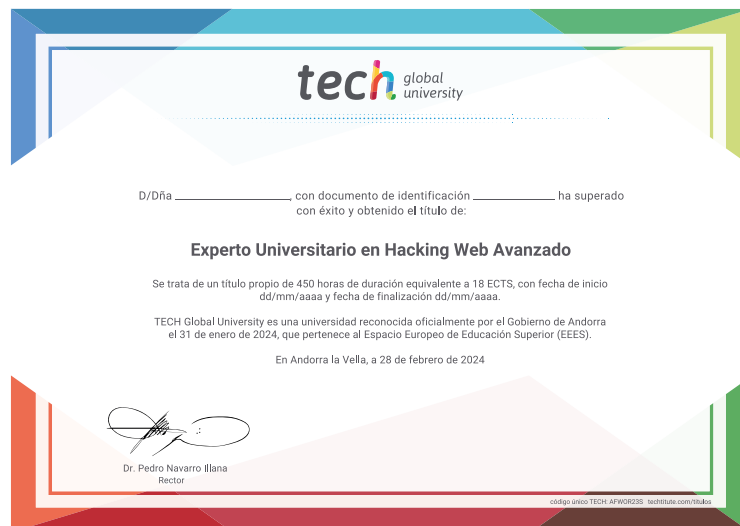 tech global university
D/Dña ____________, con documento de identificación ____________ ha superado
con éxito y obtenido el título de:
Experto Universitario en Hacking Web Avanzado
Se trata de un título propio de 450 horas de duración equivalente a 18 ECTS, con fecha de inicio
dd/mm/aaaa y fecha de finalización dd/mm/aaaa.
TECH Global University es una universidad reconocida oficialmente por el Gobierno de Andorra
el 31 de enero de 2024, que pertenece al Espacio Europeo de Educación Superior (EEES).
En Andorra la Vella, a 28 de febrero de 2024
Dr. Pedro Navarro Illana
Rector
código único TECH: AFWOR23S techtitute.com/titulos